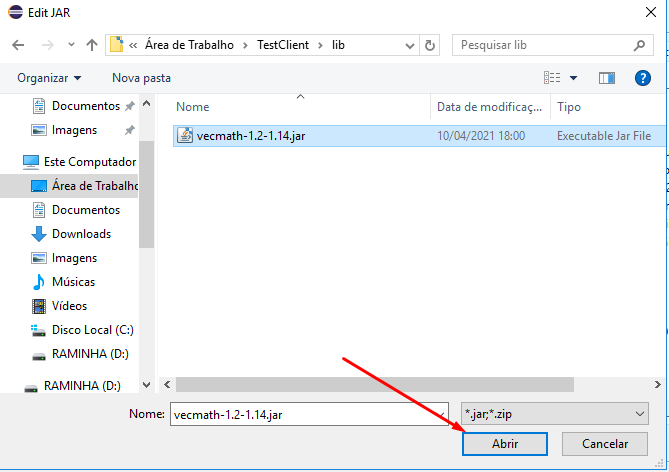 Edit JAR
« Área de Trabalho > TestClient > lib
Pesquisar lib
Organizar
Nova pasta
Nome
Data de modificaç...
Tipo
vecmath-1.2-1.14.jar
10/04/2021 18:00
Executable Jar File
Documentos
Imagens
Este Computador
Área de Trabalho
Documentos
Downloads
Imagens
Músicas
Vídeos
Disco Local (C:)
RAMINHA (D:)
RAMINHA (D:)
Nome:
vecmath-1.2-1.14.jar
*.jar;*.zip
Abrir
Cancelar